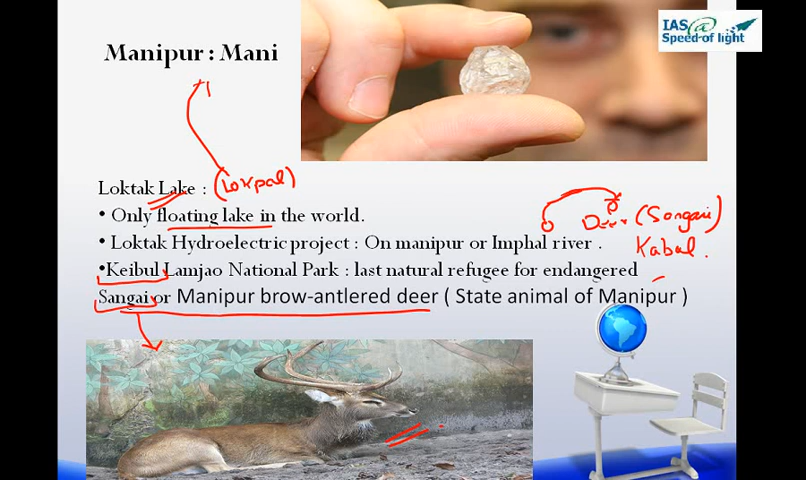 IAS@
Speed of light
Manipur : Mani
Loktak Lake : (Lokpal)
• Only floating lake in the world.
Deer (Sangai)
• Loktak Hydroelectric project : On manipur or Imphal river .
Kabul
•Keibul Lamjao National Park : last natural refugee for endangered
Sangai or Manipur brow-antlered deer ( State animal of Manipur )